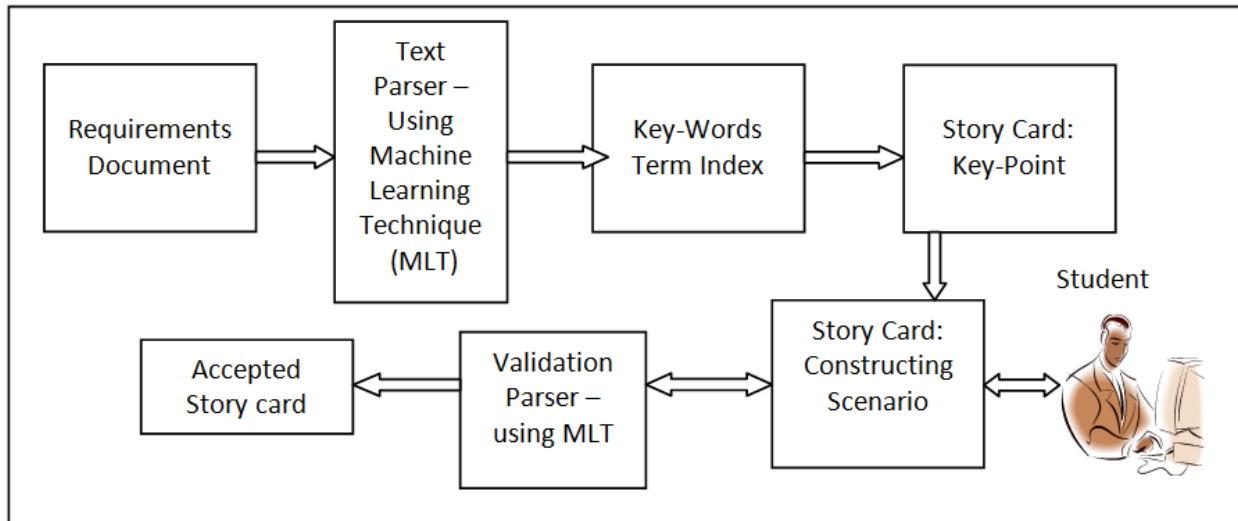 Requirements
Document
Text
Parser –
Using
Machine
Learning
Technique
(MLT)
Key-Words
Term Index
Story Card:
Key-Point
Student
Story Card:
Constructing
Scenario
Validation
Parser –
using MLT
Accepted
Story card